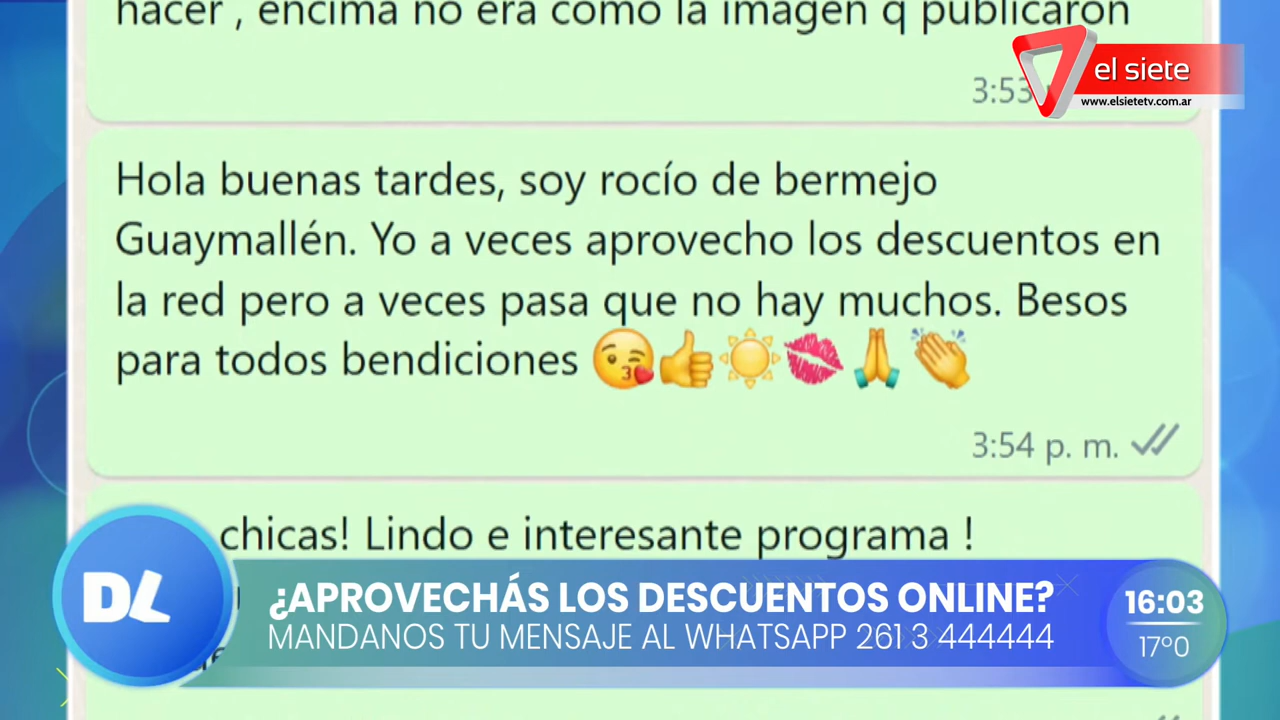 hacer , encima no era como la imagen q publicaron
3:53
el siete
www.elsietetv.com.ar
Hola buenas tardes, soy rocío de bermejo
Guaymallén. Yo a veces aprovecho los descuentos en
la red pero a veces pasa que no hay muchos. Besos
para todos bendiciones 😘👍☀️💋🙏👏
3:54 p. m.
chicas! Lindo e interesante programa !
DL
¿APROVECHÁS LOS DESCUENTOS ONLINE?
MANDANOS TU MENSAJE AL WHATSAPP 261 3 444444
16:03
17º0